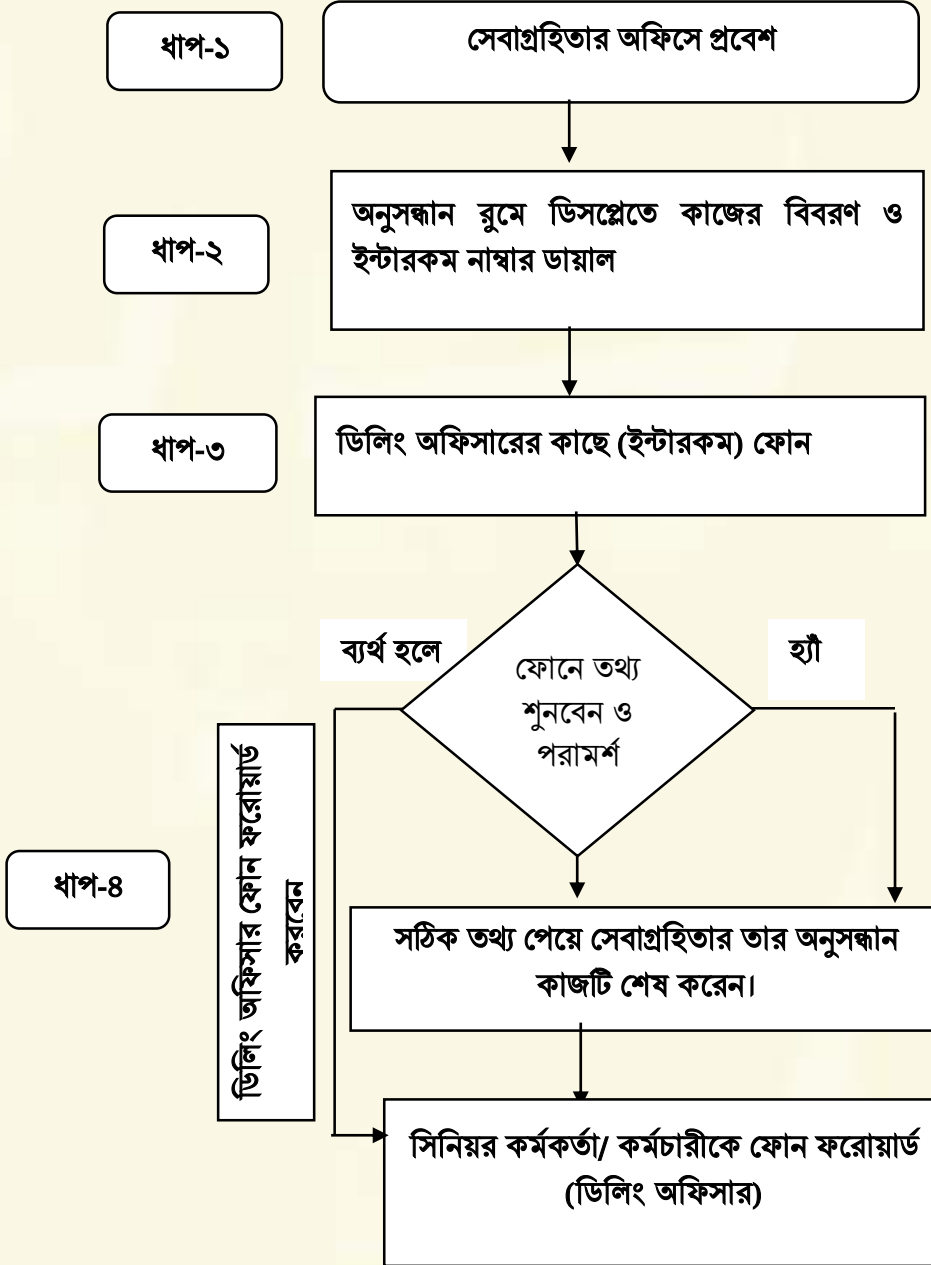 ধাপ-১
সেবাগ্রহিতার অফিসে প্রবেশ
ধাপ-২
অনুসন্ধান রুমে ডিসপ্লেতে কাজের বিবরণ ও
ইন্টারকম নাম্বার ডায়াল
ধাপ-৩
ডিলিং অফিসারের কাছে (ইন্টারকম) ফোন
ব্যর্থ হলে
হ্যাঁ
ফোনে তথ্য
শুনবেন ও
পরামর্শ
ডিলিং অফিসার ফোন ফরোয়ার্ড
করবেন
ধাপ-৪
সঠিক তথ্য পেয়ে সেবাগ্রহিতার তার অনুসন্ধান
কাজটি শেষ করেন।
সিনিয়র কর্মকর্তা/ কর্মচারীকে ফোন ফরোয়ার্ড
(ডিলিং অফিসার)